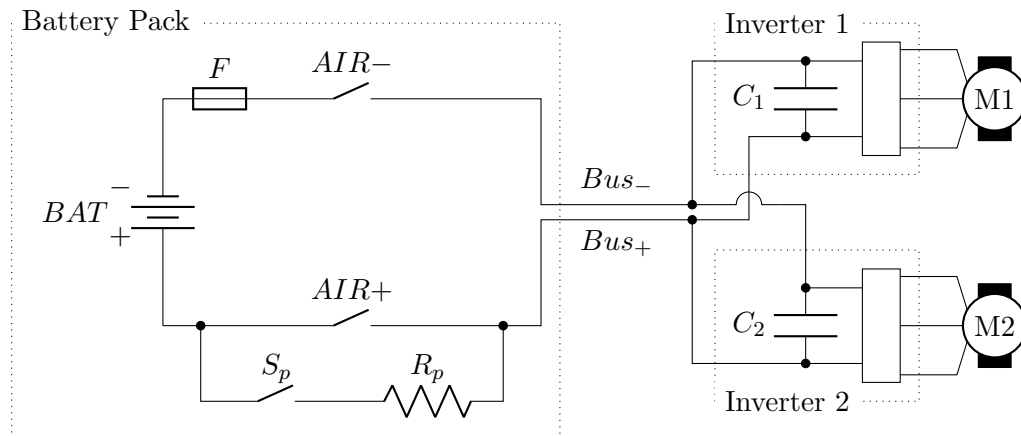 Battery Pack
Inverter 1
F
AIR−
C₁
M1
Bus₋
BAT
−
+
Bus₊
AIR+
C₂
M2
Sₚ
Rₚ
Inverter 2